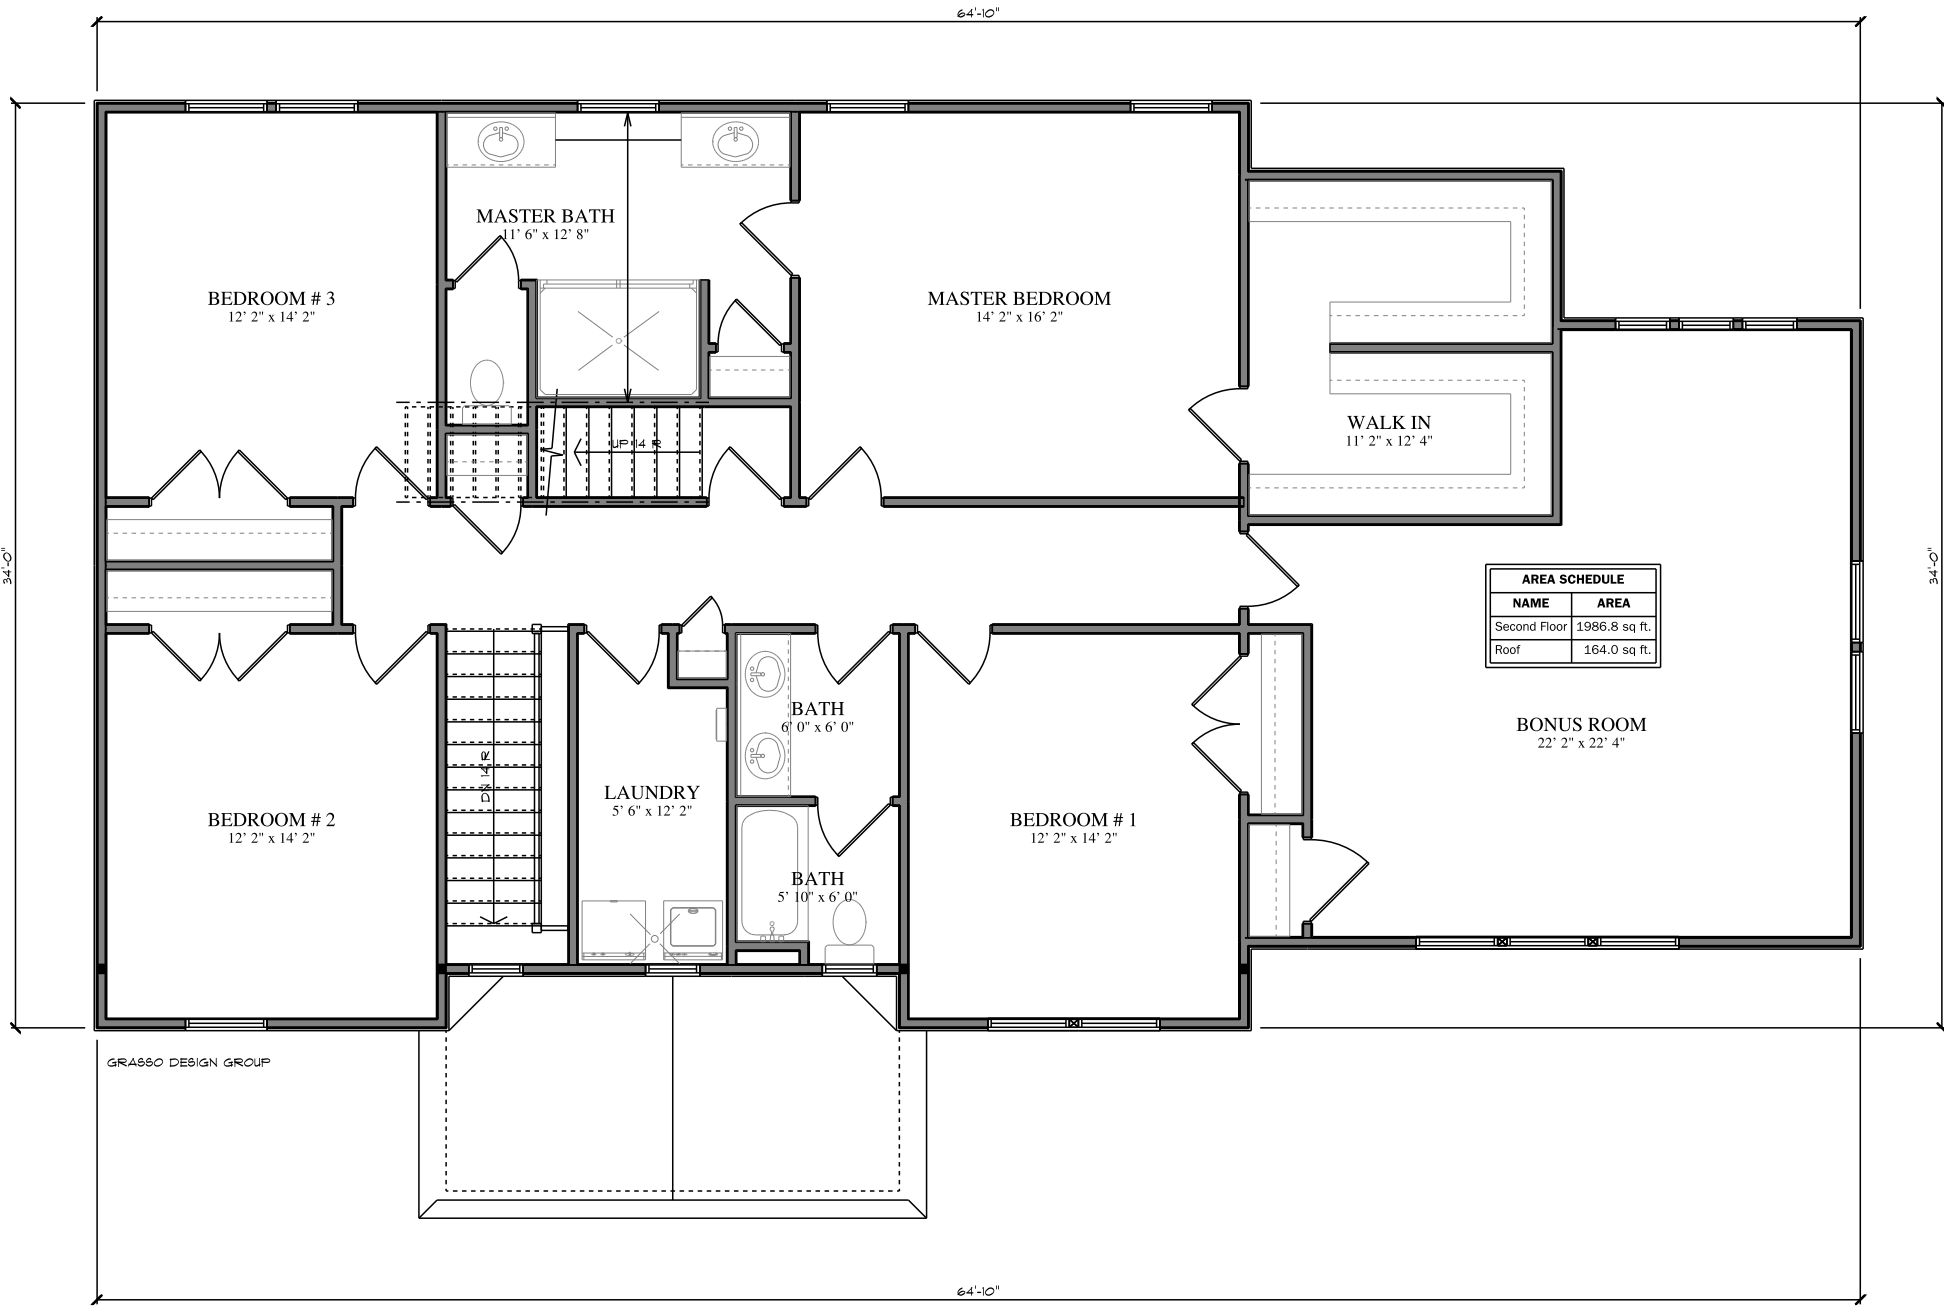 64'-10"
MASTER BATH
11' 6" x 12' 8"
BEDROOM # 3
12' 2" x 14' 2"
MASTER BEDROOM
14' 2" x 16' 2"
WALK IN
11' 2" x 12' 4"
UP 14 R
34'-0"
34'-0"
AREA SCHEDULE
NAME AREA
Second Floor 1986.8 sq ft.
Roof 164.0 sq ft.
BATH
6' 0" x 6' 0"
BONUS ROOM
22' 2" x 22' 4"
DN 14 R
LAUNDRY
5' 6" x 12' 2"
BEDROOM # 2
12' 2" x 14' 2"
BEDROOM # 1
12' 2" x 14' 2"
BATH
5' 10" x 6' 0"
GRASSO DESIGN GROUP
64'-10"